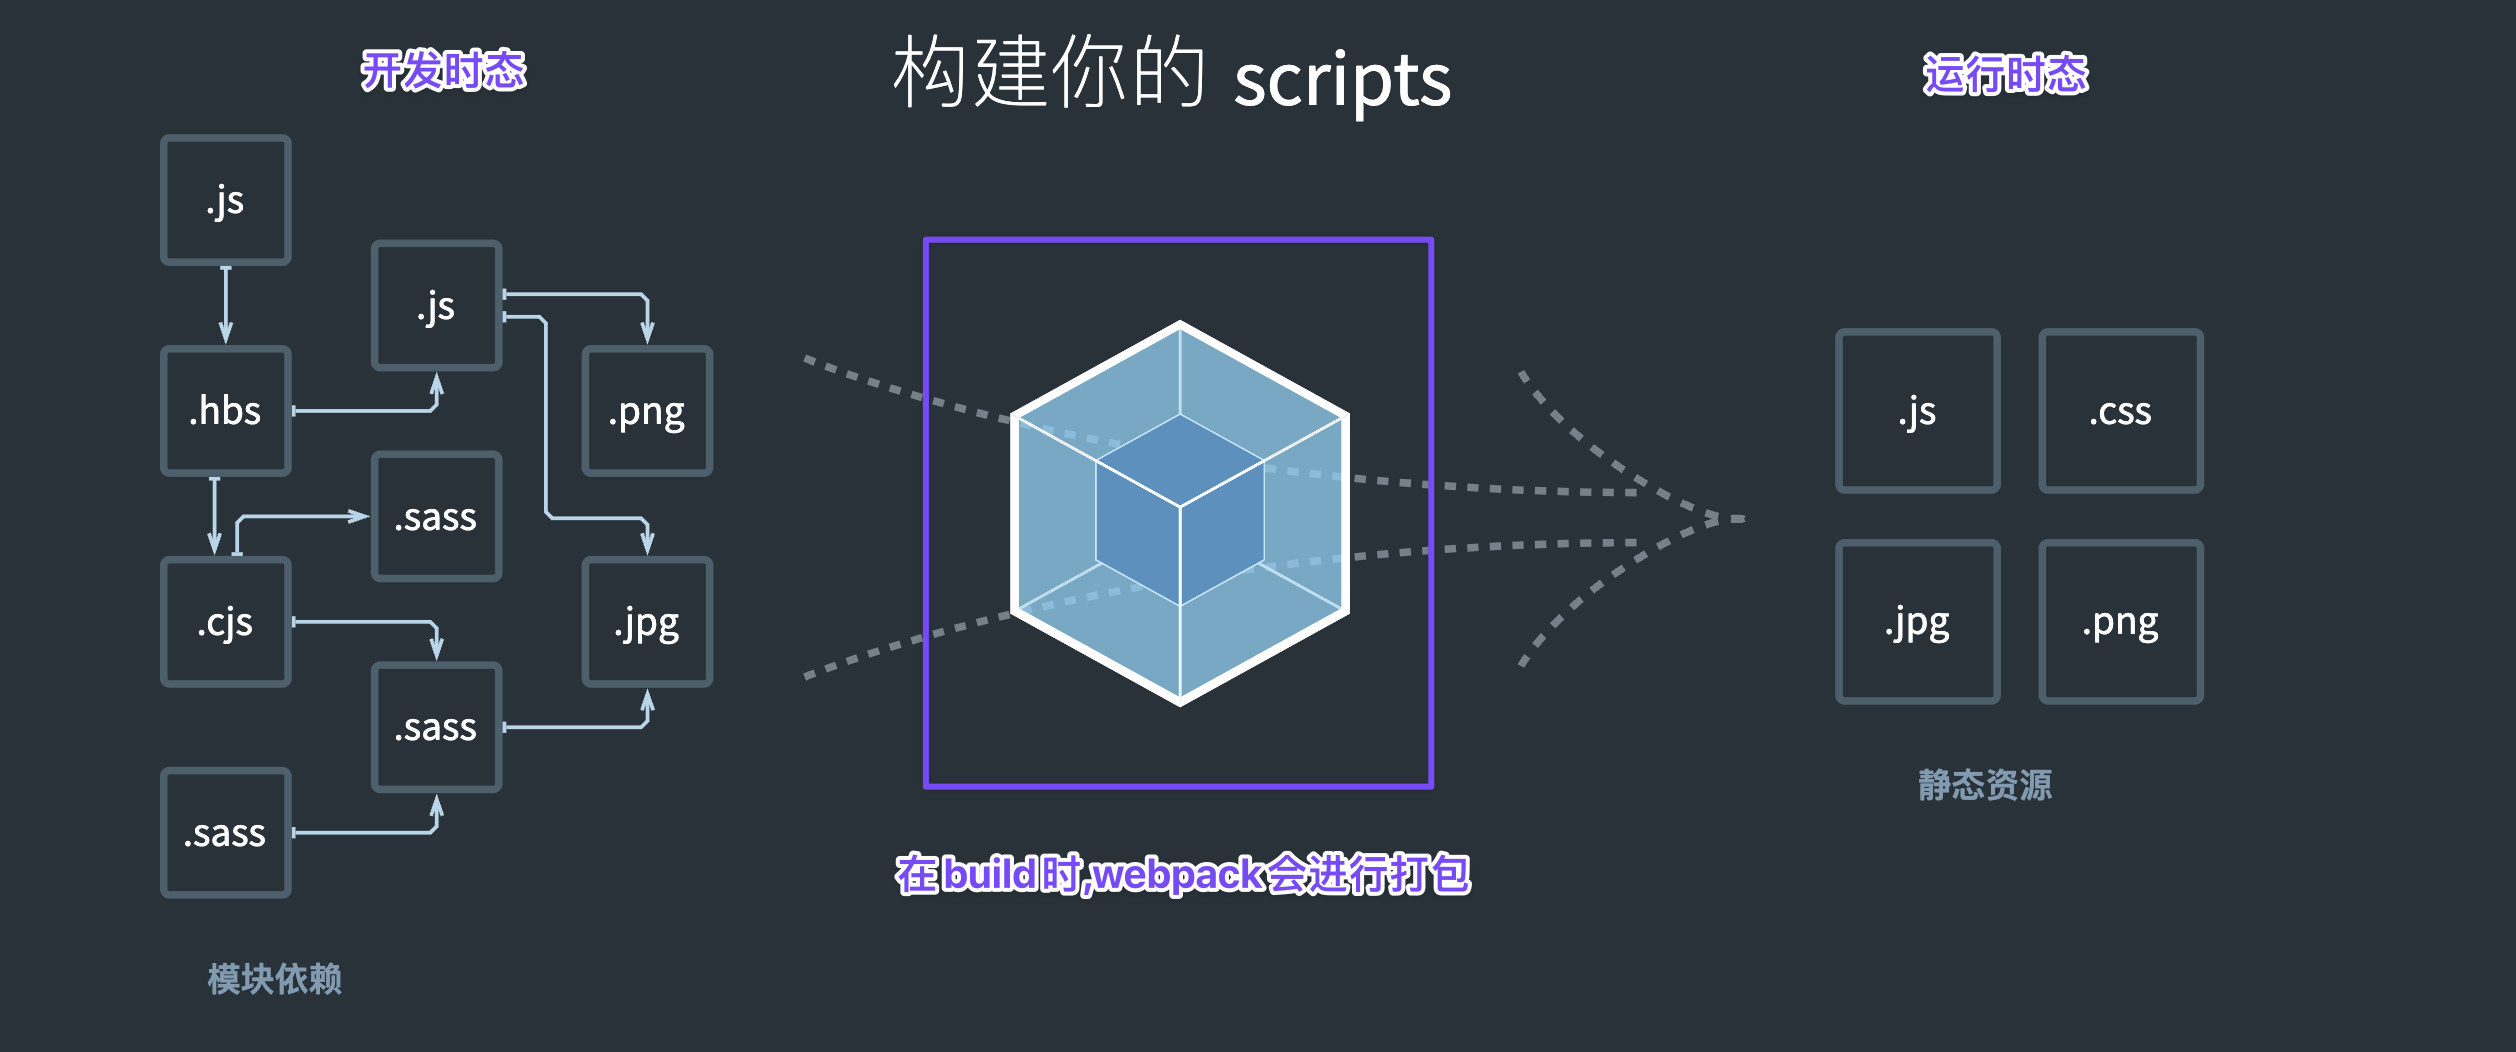 开发时态
构建你的 scripts
运行时态
.js
.js
.hbs
.png
.sass
.cjs
.jpg
.sass
.sass
模块依赖
在build时,webpack会进行打包
.js
.css
.jpg
.png
静态资源